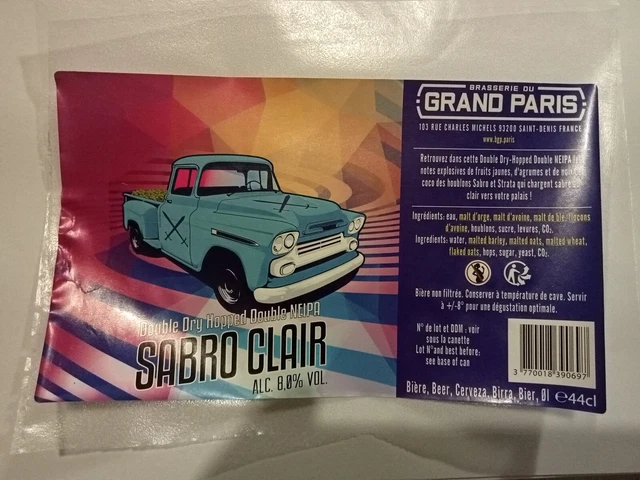 Double Dry Hopped Double NEIPA
SABRO CLAIR
ALC. 8,0% VOL.
BRASSERIE DU
GRAND PARIS
103 RUE CHARLES MICHELS 93200 SAINT-DENIS FRANCE
www.bgp.paris
Retrouvez dans cette Double Dry-Hopped Double NEIPA
notes explosives de fruits jaunes, d'agrumes et de noix de
coco des houblons Sabro et Strata qui chargent sabre au
clair vers votre palais !
Ingrédients: eau, malt d'orge, malt d'avoine, malt de blé, flocons
d'avoine, houblons, sucre, levures, CO₂.
Ingredients: water, malted barley, malted oats, malted wheat,
flaked oats, hops, sugar, yeast, CO₂.
Bière non filtrée. Conserver à température de cave. Servir
à +/-8° pour une dégustation optimale.
N° de lot et DDM : voir
sous la canette
Lot N°and best before:
see base of can
3 770018 390697
Bière, Beer, Cerveza, Birra, Bier, Øl ℮44cl